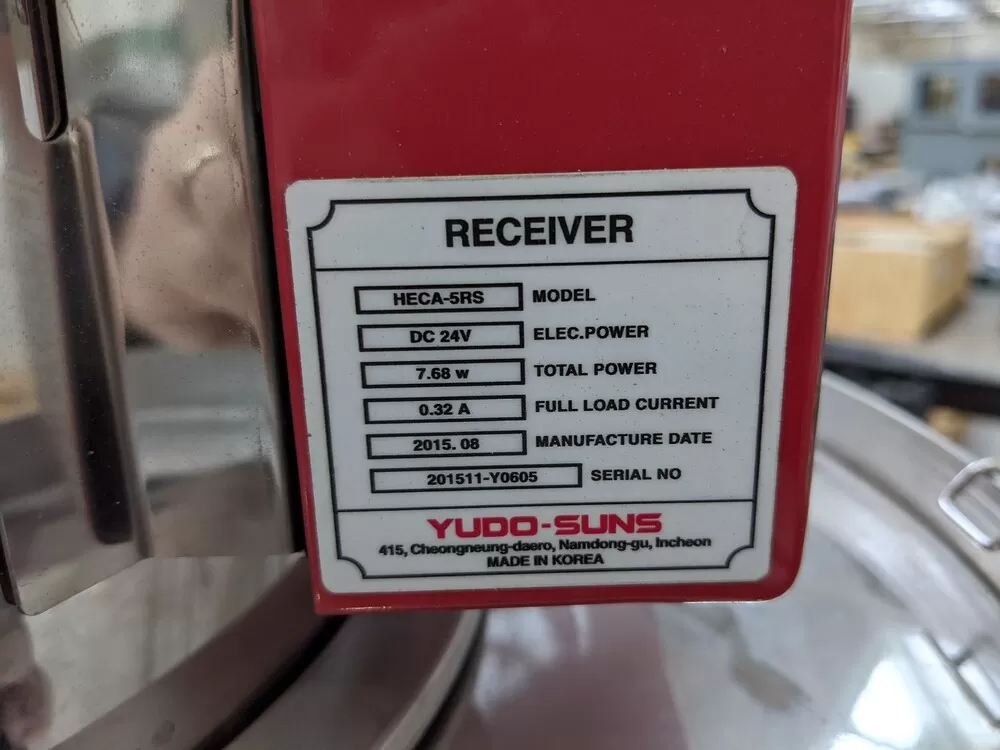 RECEIVER
HECA-5RS MODEL
DC 24V ELEC.POWER
7.68 w TOTAL POWER
0.32 A FULL LOAD CURRENT
2015. 08 MANUFACTURE DATE
201511-Y0605 SERIAL NO
YUDO-SUNS
415, Cheongneung-daero, Namdong-gu, Incheon
MADE IN KOREA